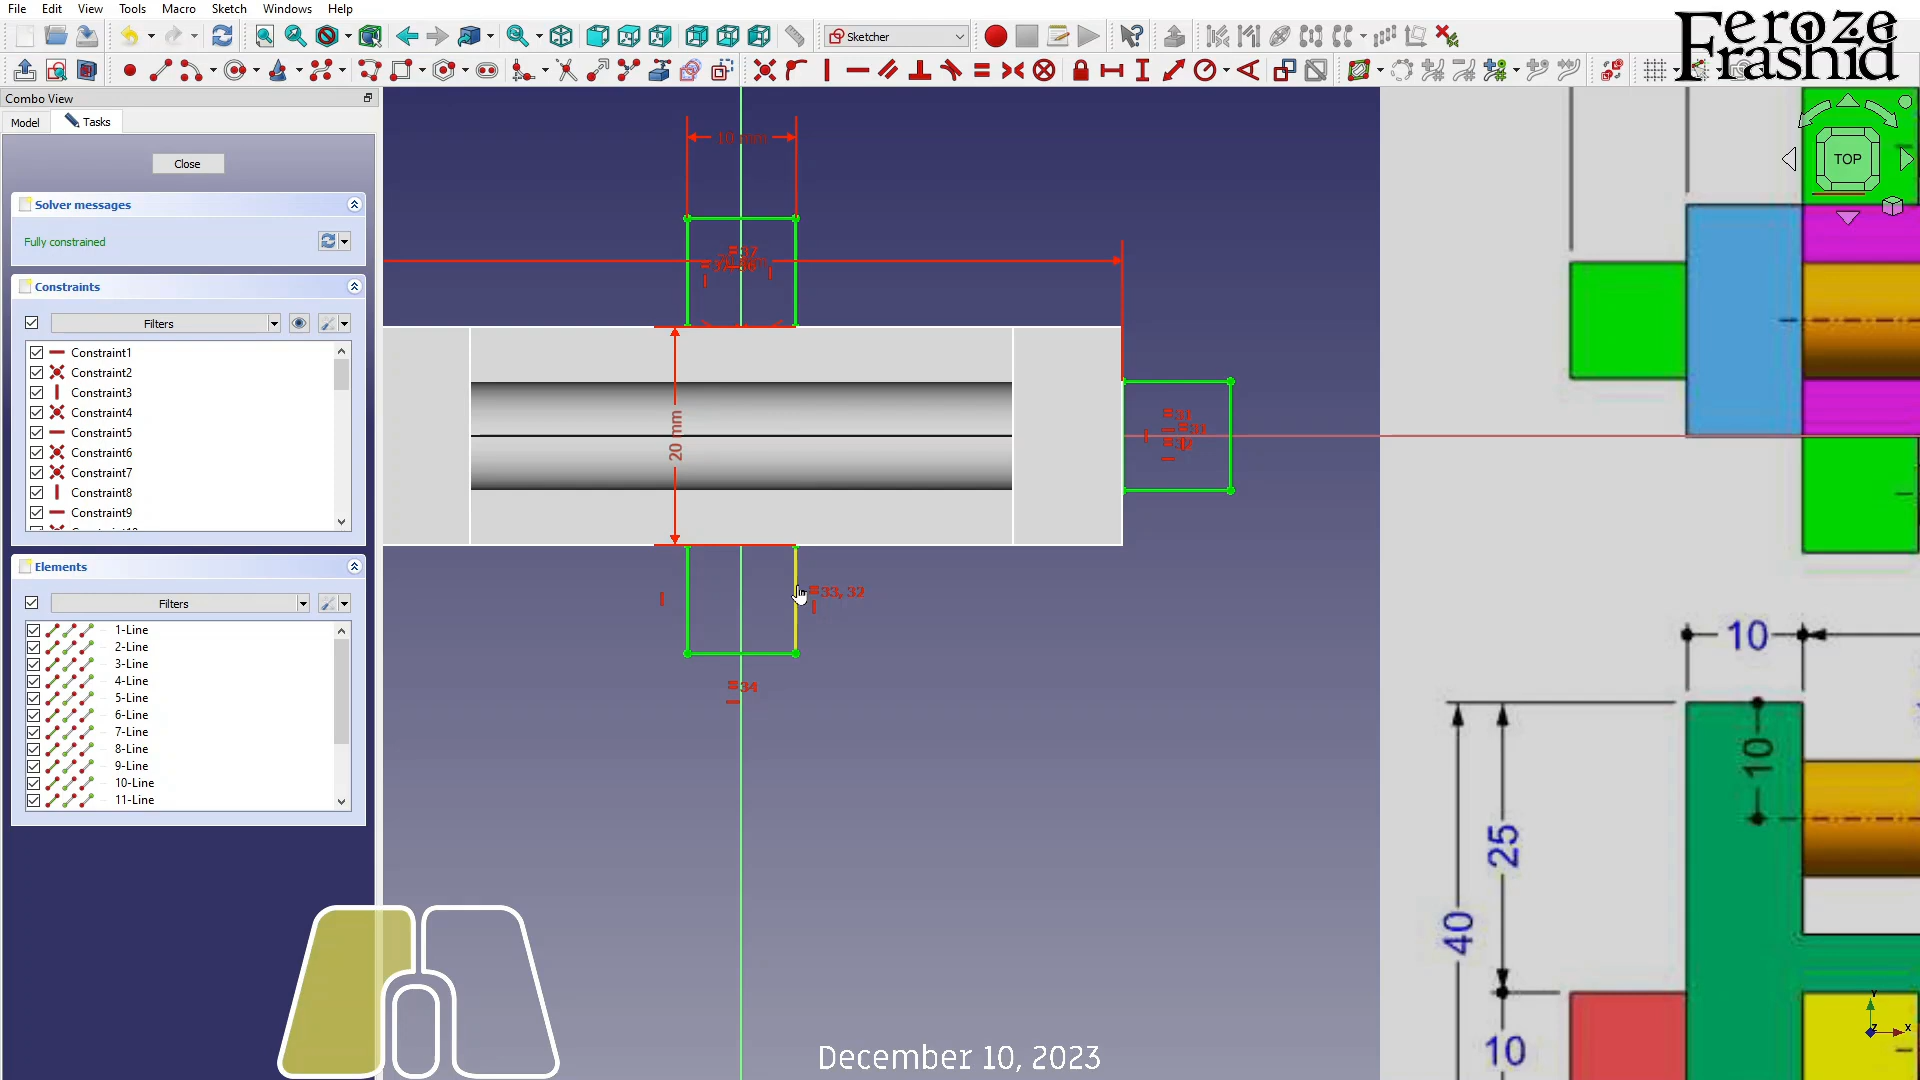 File Edit View Tools Macro Sketch Windows Help
Sketcher
Feroze
Frashid
Combo View
Model Tasks
Close
Solver messages
Fully constrained
Constraints
Filters
Constraint1
Constraint2
Constraint3
Constraint4
Constraint5
Constraint6
Constraint7
Constraint8
Constraint9
Elements
Filters
1-Line
2-Line
3-Line
4-Line
5-Line
6-Line
7-Line
8-Line
9-Line
10-Line
11-Line
10 mm
=37
20 mm
=33, 32
=34
TOP
10
10
25
40
10
Y
Z
X
December 10, 2023